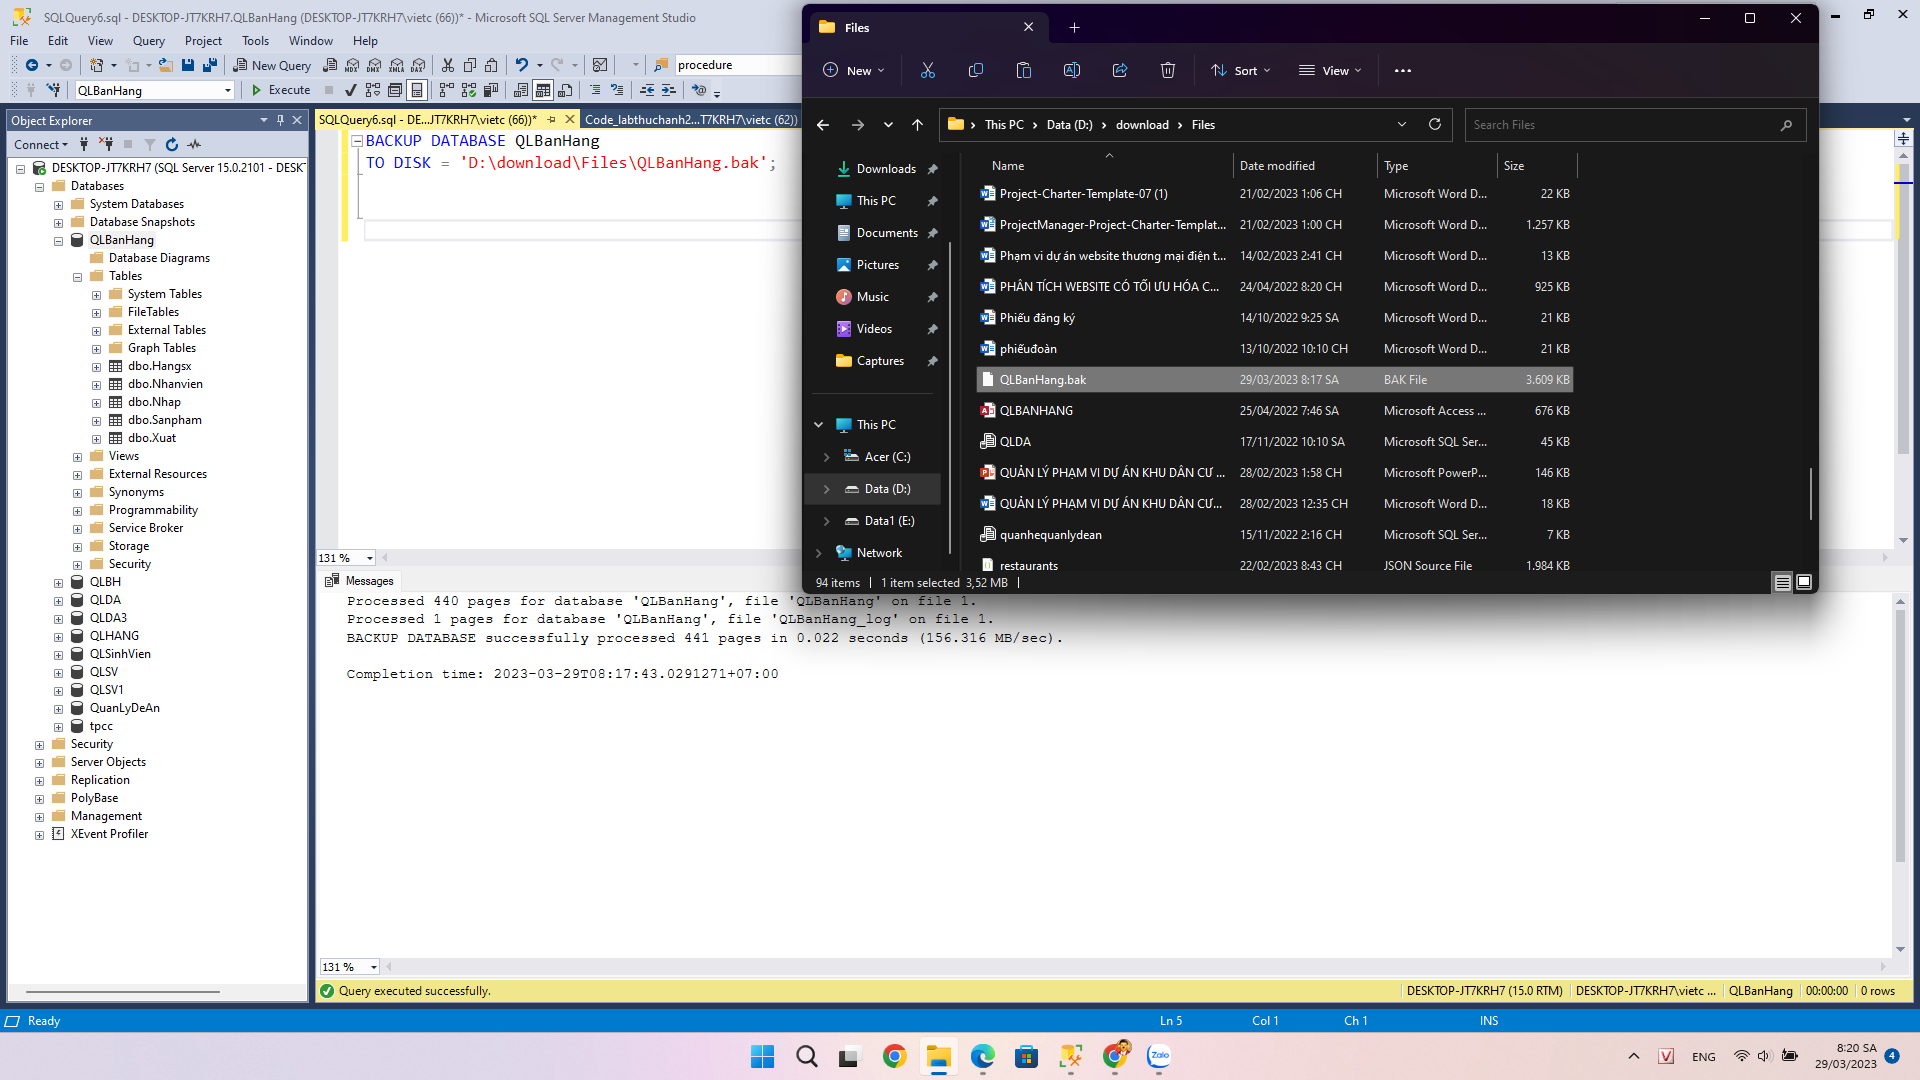 SQLQuery6.sql - DESKTOP-JT7KRH7.QLBanHang (DESKTOP-JT7KRH7\vietc (66))* - Microsoft SQL Server Management Studio
File Edit View Query Project Tools Window Help
New Query
MDX DMX XMLA DAX
procedure
QLBanHang
Execute
Object Explorer
Connect
DESKTOP-JT7KRH7 (SQL Server 15.0.2101 - DESKT
Databases
System Databases
Database Snapshots
QLBanHang
Database Diagrams
Tables
System Tables
FileTables
External Tables
Graph Tables
dbo.Hangsx
dbo.Nhanvien
dbo.Nhap
dbo.Sanpham
dbo.Xuat
Views
External Resources
Synonyms
Programmability
Service Broker
Storage
Security
QLBH
QLDA
QLDA3
QLHANG
QLSinhVien
QLSV
QLSV1
QuanLyDeAn
tpcc
Security
Server Objects
Replication
PolyBase
Management
XEvent Profiler
SQLQuery6.sql - DE...JT7KRH7\vietc (66))*
Code_labthuchanh2...T7KRH7\vietc (62))
BACKUP DATABASE QLBanHang
TO DISK = 'D:\download\Files\QLBanHang.bak';
131 %
Messages
Processed 440 pages for database 'QLBanHang', file 'QLBanHang' on file 1.
Processed 1 pages for database 'QLBanHang', file 'QLBanHang_log' on file 1.
BACKUP DATABASE successfully processed 441 pages in 0.022 seconds (156.316 MB/sec).
Completion time: 2023-03-29T08:17:43.0291271+07:00
131 %
Query executed successfully.
DESKTOP-JT7KRH7 (15.0 RTM) DESKTOP-JT7KRH7\vietc ... QLBanHang 00:00:00 0 rows
Files
New Sort View
This PC Data (D:) download Files
Search Files
Downloads
This PC
Documents
Pictures
Music
Videos
Captures
This PC
Acer (C:)
Data (D:)
Data1 (E:)
Network
Name Date modified Type Size
Project-Charter-Template-07 (1) 21/02/2023 1:06 CH Microsoft Word D... 22 KB
ProjectManager-Project-Charter-Templat... 21/02/2023 1:00 CH Microsoft Word D... 1.257 KB
Phạm vi dự án website thương mại điện t... 14/02/2023 2:41 CH Microsoft Word D... 13 KB
PHÂN TÍCH WEBSITE CÓ TỐI ƯU HÓA C... 24/04/2022 8:20 CH Microsoft Word D... 925 KB
Phiếu đăng ký 14/10/2022 9:25 SA Microsoft Word D... 21 KB
phiếuđoàn 13/10/2022 10:10 CH Microsoft Word D... 21 KB
QLBanHang.bak 29/03/2023 8:17 SA BAK File 3.609 KB
QLBANHANG 25/04/2022 7:46 SA Microsoft Access ... 676 KB
QLDA 17/11/2022 10:10 SA Microsoft SQL Ser... 45 KB
QUẢN LÝ PHẠM VI DỰ ÁN KHU DÂN CƯ ... 28/02/2023 1:58 CH Microsoft PowerP... 146 KB
QUẢN LÝ PHẠM VI DỰ ÁN KHU DÂN CƯ... 28/02/2023 12:35 CH Microsoft Word D... 18 KB
quanhequanlydean 15/11/2022 2:16 CH Microsoft SQL Ser... 7 KB
restaurants 22/02/2023 8:43 CH JSON Source File 1.984 KB
94 items 1 item selected 3,52 MB
Ready Ln 5 Col 1 Ch 1 INS
Zalo
V ENG 8:20 SA 4
29/03/2023